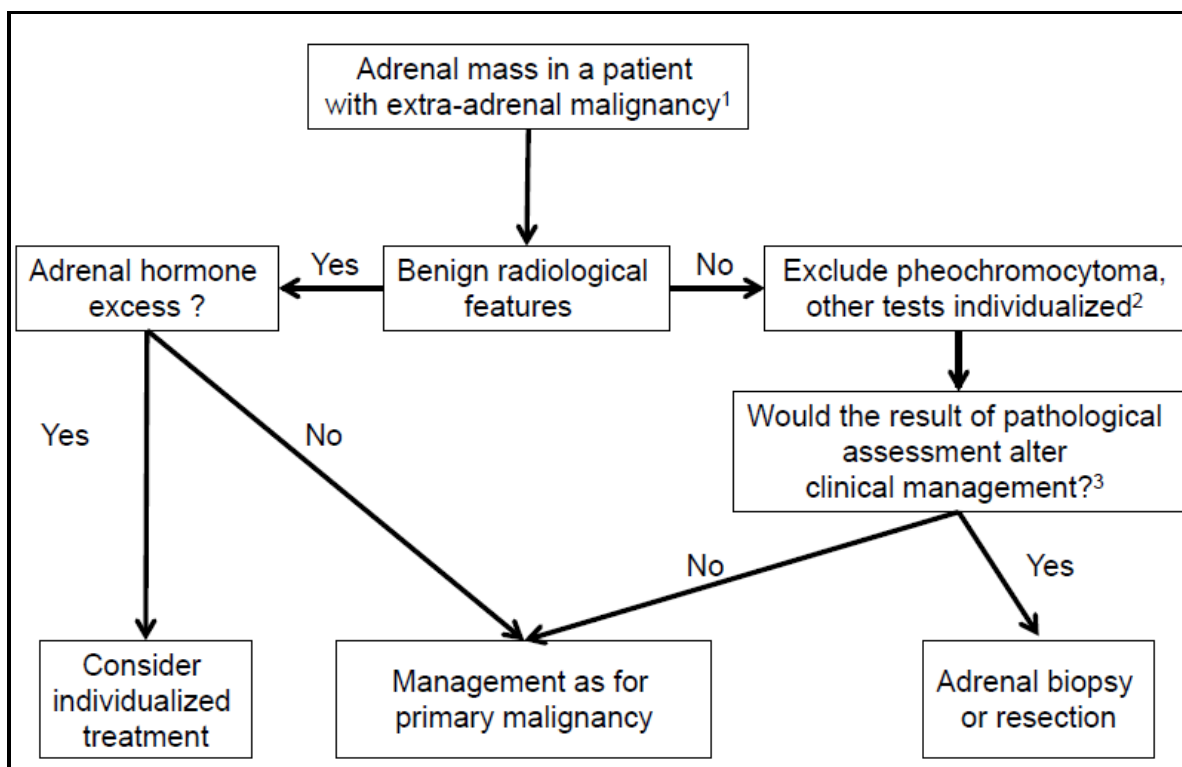 Adrenal mass in a patient
with extra-adrenal malignancy¹
Adrenal hormone
excess ?
Yes
Benign radiological
features
No
Exclude pheochromocytoma,
other tests individualized²
Would the result of pathological
assessment alter
clinical management?³
Yes
No
No
Yes
Consider
individualized
treatment
Management as for
primary malignancy
Adrenal biopsy
or resection